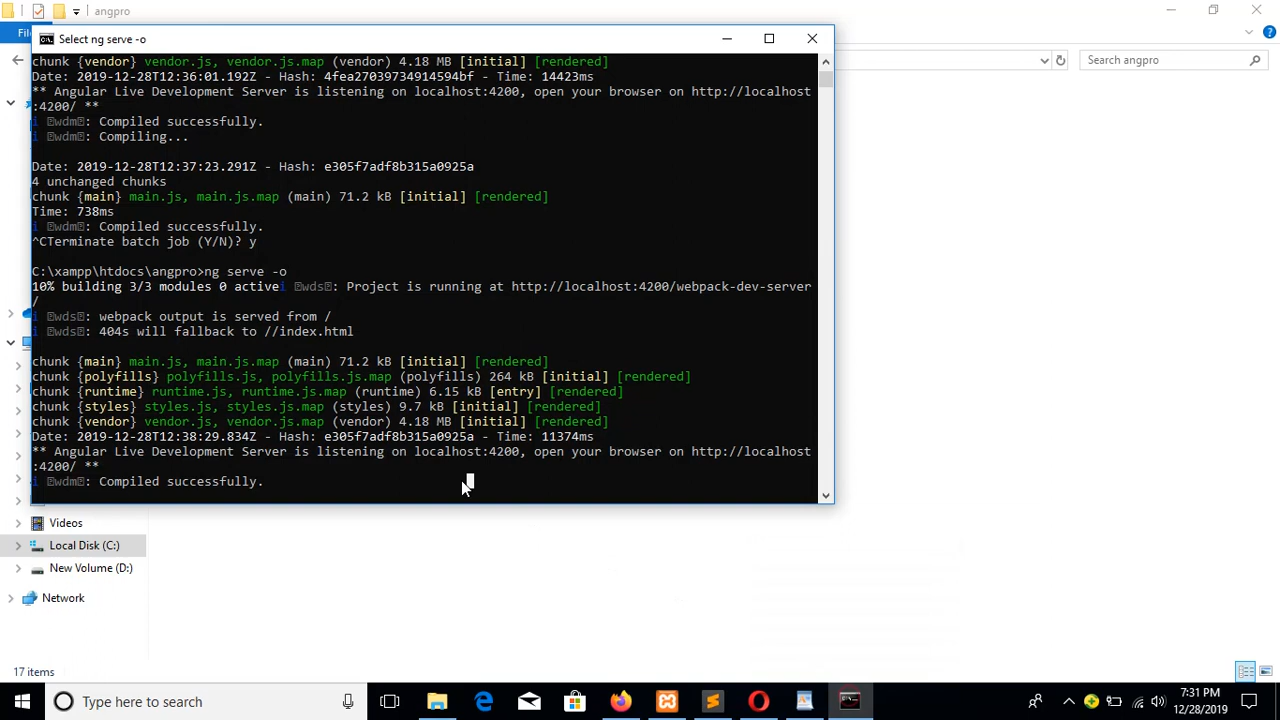 angpro
Fil
Search angpro
Select ng serve -o
chunk {vendor} vendor.js, vendor.js.map (vendor) 4.18 MB [initial] [rendered]
Date: 2019-12-28T12:36:01.192Z - Hash: 4fea27039734914594bf - Time: 14423ms
** Angular Live Development Server is listening on localhost:4200, open your browser on http://localhost
:4200/ **
i wdm: Compiled successfully.
i wdm: Compiling...
Date: 2019-12-28T12:37:23.291Z - Hash: e305f7adf8b315a0925a
4 unchanged chunks
chunk {main} main.js, main.js.map (main) 71.2 kB [initial] [rendered]
Time: 738ms
i wdm: Compiled successfully.
^CTerminate batch job (Y/N)? y
C:\xampp\htdocs\angpro>ng serve -o
10% building 3/3 modules 0 activei wds: Project is running at http://localhost:4200/webpack-dev-server
/
i wds: webpack output is served from /
i wds: 404s will fallback to //index.html
chunk {main} main.js, main.js.map (main) 71.2 kB [initial] [rendered]
chunk {polyfills} polyfills.js, polyfills.js.map (polyfills) 264 kB [initial] [rendered]
chunk {runtime} runtime.js, runtime.js.map (runtime) 6.15 kB [entry] [rendered]
chunk {styles} styles.js, styles.js.map (styles) 9.7 kB [initial] [rendered]
chunk {vendor} vendor.js, vendor.js.map (vendor) 4.18 MB [initial] [rendered]
Date: 2019-12-28T12:38:29.834Z - Hash: e305f7adf8b315a0925a - Time: 11374ms
** Angular Live Development Server is listening on localhost:4200, open your browser on http://localhost
:4200/ **
i wdm: Compiled successfully.
Videos
Local Disk (C:)
New Volume (D:)
Network
17 items
Type here to search
7:31 PM
12/28/2019